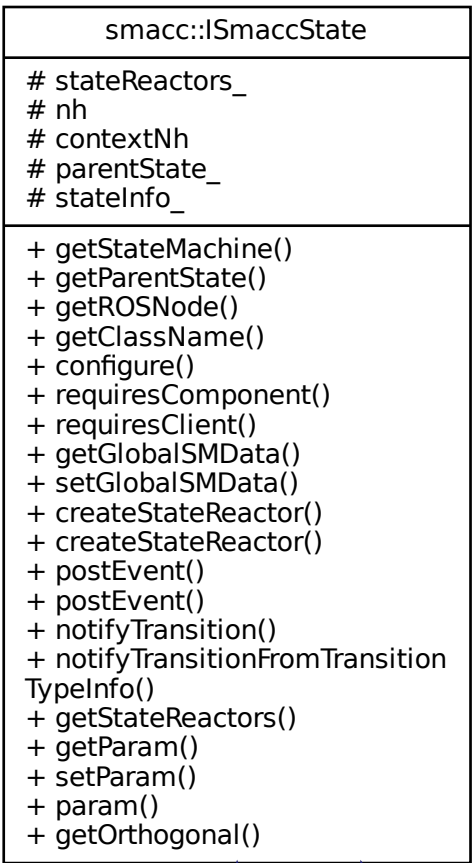 smacc::ISmaccState
# stateReactors_
# nh
# contextNh
# parentState_
# stateInfo_
+ getStateMachine()
+ getParentState()
+ getROSNode()
+ getClassName()
+ configure()
+ requiresComponent()
+ requiresClient()
+ getGlobalSMData()
+ setGlobalSMData()
+ createStateReactor()
+ createStateReactor()
+ postEvent()
+ postEvent()
+ notifyTransition()
+ notifyTransitionFromTransition
TypeInfo()
+ getStateReactors()
+ getParam()
+ setParam()
+ param()
+ getOrthogonal()